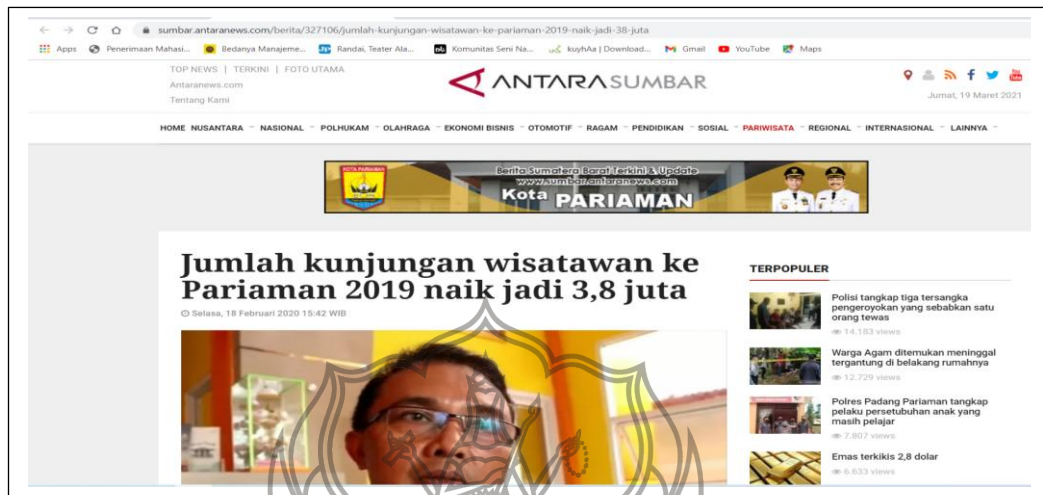 sumbar.antaranews.com/berita/327106/jumlah-kunjungan-wisatawan-ke-pariaman-2019-naik-jadi-38-juta
Apps Penerimaan Mahasi... Bedanya Manajeme... Randai, Teater Ala... Komunitas Seni Na... kuyhAa | Download... Gmail YouTube Maps
TOP NEWS | TERKINI | FOTO UTAMA
Antaranews.com
Tentang Kami
ANTARASUMBAR
Jumat, 19 Maret 2021
HOME NUSANTARA NASIONAL POLHUKAM OLAHRAGA EKONOMI BISNIS OTOMOTIF RAGAM PENDIDIKAN SOSIAL PARIWISATA REGIONAL INTERNASIONAL LAINNYA
KOTA PARIAMAN
Berita Sumatera Barat Terkini & Update
www.sumbar.antaranews.com
Kota PARIAMAN
Jumlah kunjungan wisatawan ke
Pariaman 2019 naik jadi 3,8 juta
Selasa, 18 Februari 2020 15:42 WIB
TERPOPULER
Polisi tangkap tiga tersangka
pengeroyokan yang sebabkan satu
orang tewas
14.183 views
Warga Agam ditemukan meninggal
tergantung di belakang rumahnya
12.729 views
Polres Padang Pariaman tangkap
pelaku persetubuhan anak yang
masih pelajar
7.807 views
Emas terkikis 2,8 dolar
6.633 views